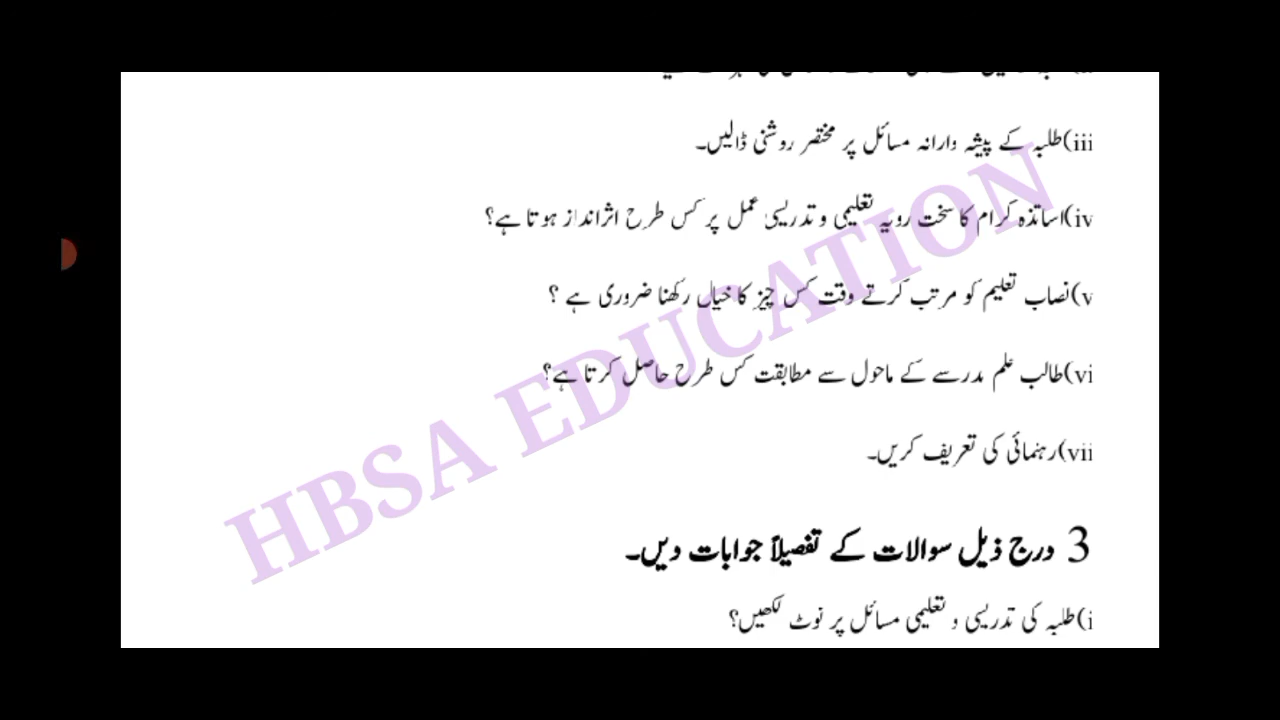 iii)طلبہ کے پیشہ وارانہ مسائل پر مختصر روشنی ڈالیں۔
iv)اساتذہ کرام کا سخت رویہ تعلیمی و تدریسی عمل پر کس طرح اثرانداز ہوتا ہے؟
v)نصاب تعلیم کو مرتب کرتے وقت کس چیز کا خیال رکھنا ضروری ہے ؟
vi)طالب علم مدرسے کے ماحول سے مطابقت کس طرح حاصل کرتا ہے؟
vii)رہنمائی کی تعریف کریں۔
3 درج ذیل سوالات کے تفصیلاً جوابات دیں۔
i)طلبہ کی تدریسی و تعلیمی مسائل پر نوٹ لکھیں؟
HBSA EDUCATION